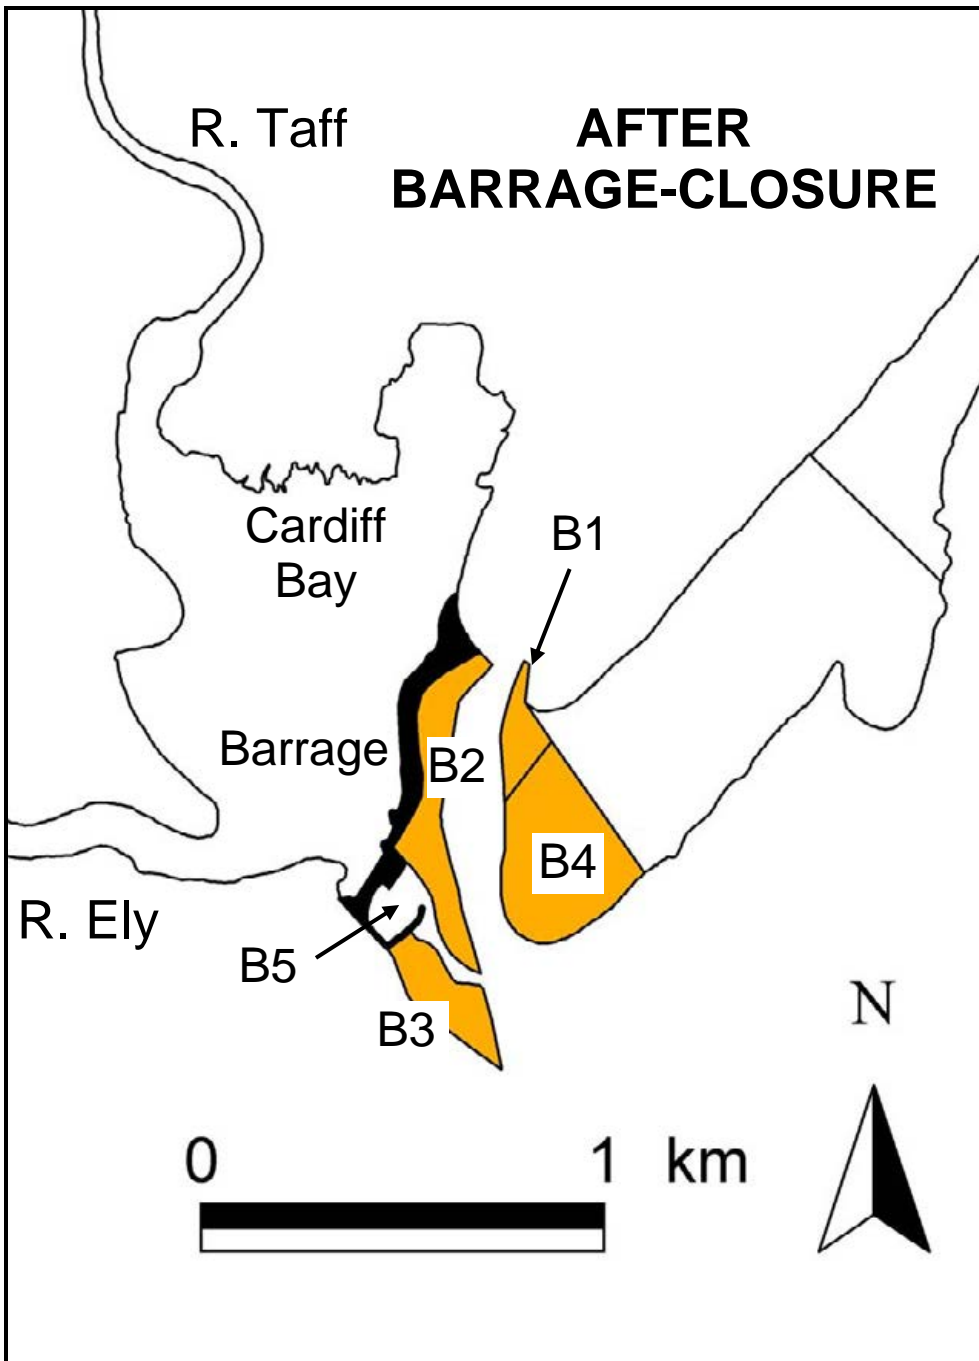 R. Taff
AFTER
BARRAGE-CLOSURE
Cardiff
Bay
B1
Barrage
B2
B4
R. Ely
B5
B3
N
0 1 km